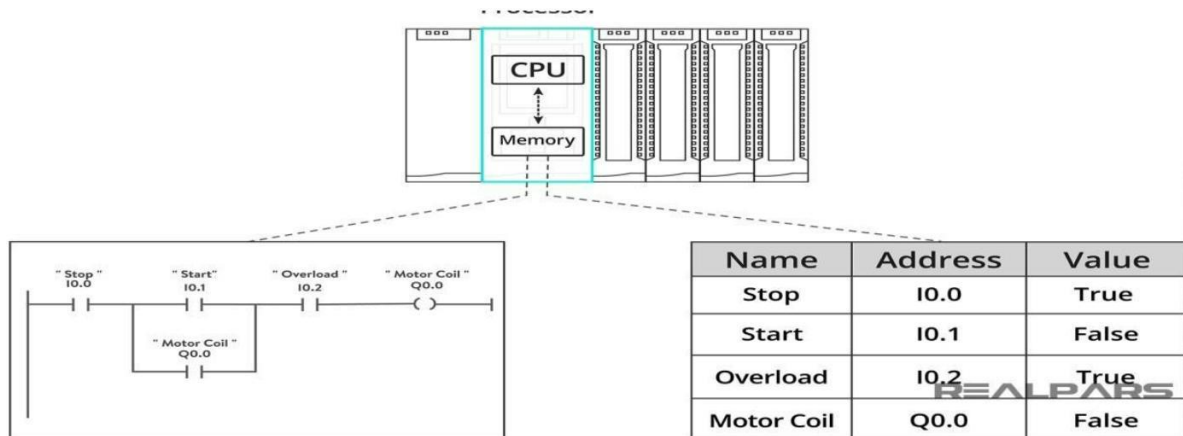 Processor
CPU
Memory
" Stop "
I0.0
" Start"
I0.1
" Overload "
I0.2
" Motor Coil "
Q0.0
" Motor Coil "
Q0.0
Name Address Value
Stop I0.0 True
Start I0.1 False
Overload I0.2 True
REALPARS
Motor Coil Q0.0 False